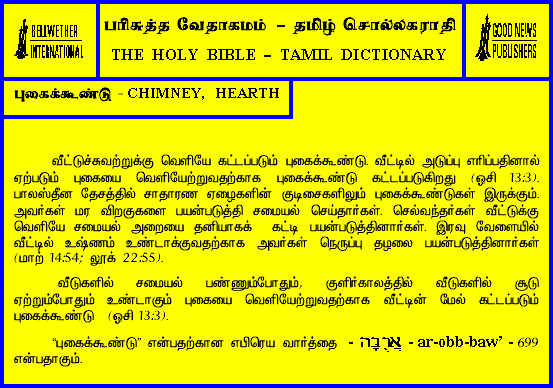 BELLWETHER
INTERNATIONAL
பரிசுத்த வேதாகமம் – தமிழ் சொல்லகராதி
THE HOLY BIBLE – TAMIL DICTIONARY
GOOD NEWS
PUBLISHERS
புகைக்கூண்டு - CHIMNEY, HEARTH
வீட்டுச்சுவற்றுக்கு வெளியே கட்டப்படும் புகைக்கூண்டு. வீட்டில் அடுப்பு எரிப்பதினால்
ஏற்படும் புகையை வெளியேற்றுவதற்காக புகைக்கூண்டு கட்டப்படுகிறது (ஓசி 13:3).
பாலஸ்தீன தேசத்தில் சாதாரண ஏழைகளின் குடிசைகளிலும் புகைக்கூண்டுகள் இருக்கும்.
அவர்கள் மர விறகுகளை பயன்படுத்தி சமையல் செய்தார்கள். செல்வந்தர்கள் வீட்டுக்கு
வெளியே சமையல் அறையை தனியாகக் கட்டி பயன்படுத்தினார்கள். இரவு வேளையில்
வீட்டில் உஷ்ணம் உண்டாக்குவதற்காக அவர்கள் நெருப்பு தழலை பயன்படுத்தினார்கள்
(மாற் 14:54; லூக் 22:55).
வீடுகளில் சமையல் பண்ணும்போதும், குளிர்காலத்தில் வீடுகளில் சூடு
ஏற்றும்போதும் உண்டாகும் புகையை வெளியேற்றுவதற்காக வீட்டின் மேல் கட்டப்படும்
புகைக்கூண்டு (ஓசி 13:3).
“புகைக்கூண்டு” என்பதற்கான எபிரெய வார்த்தை - אֲרֻבָּה - ar-obb-baw’ - 699
என்பதாகும்.